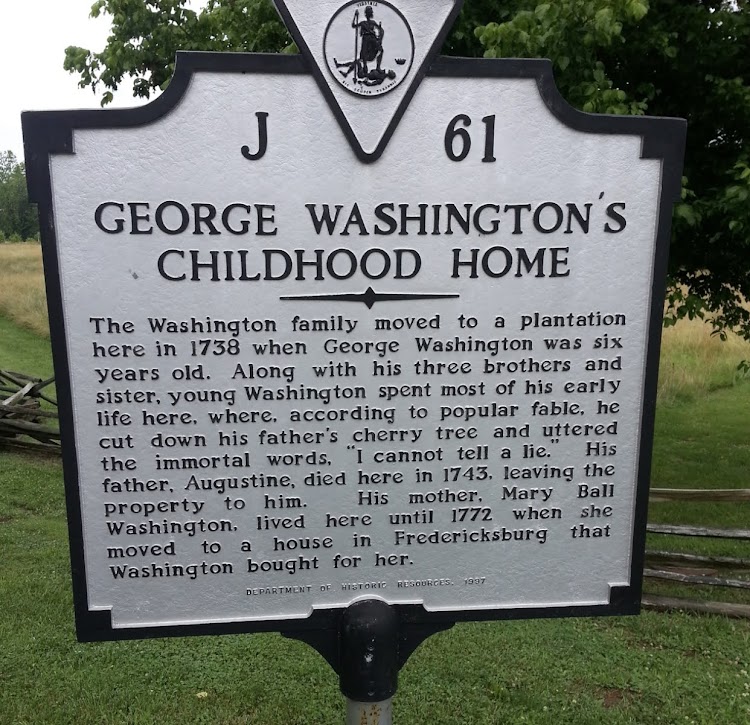 VIRGINIA
J 61
GEORGE WASHINGTON'S
CHILDHOOD HOME
The Washington family moved to a plantation
here in 1738 when George Washington was six
years old. Along with his three brothers and
sister, young Washington spent most of his early
life here, where, according to popular fable, he
cut down his father's cherry tree and uttered
the immortal words, "I cannot tell a lie." His
father, Augustine, died here in 1743, leaving the
property to him. His mother, Mary Ball
Washington, lived here until 1772 when she
moved to a house in Fredericksburg that
Washington bought for her.
DEPARTMENT OF HISTORIC RESOURCES, 1997